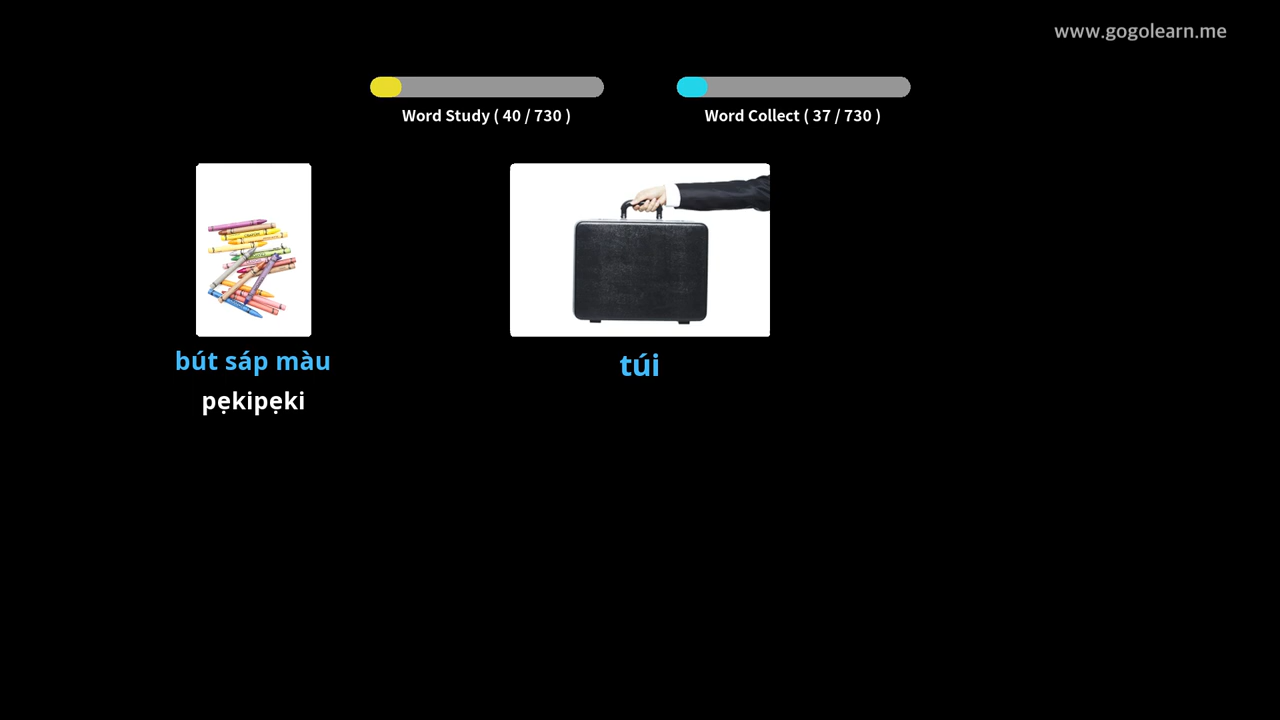 www.gogolearn.me
Word Study ( 40 / 730 )
Word Collect ( 37 / 730 )
bút sáp màu
pẹkipẹki
túi